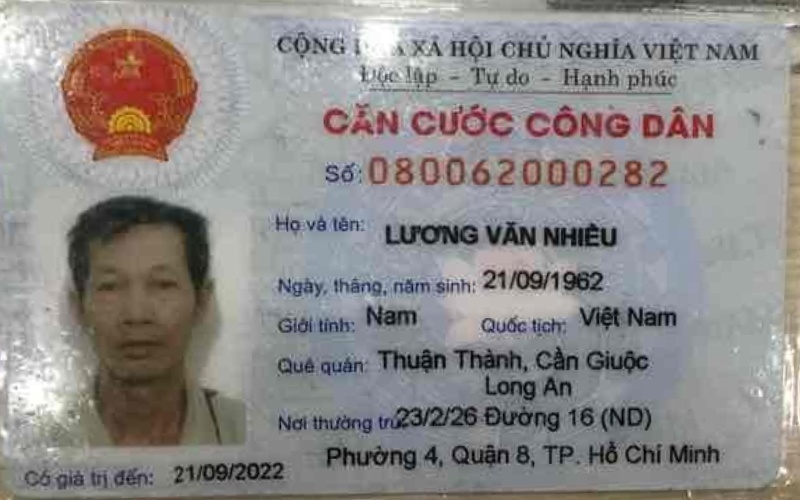 CỘNG HÒA XÃ HỘI CHỦ NGHĨA VIỆT NAM
Độc lập - Tự do - Hạnh phúc
CĂN CƯỚC CÔNG DÂN
Số: 080062000282
Họ và tên: LƯƠNG VĂN NHIỀU
Ngày, tháng, năm sinh: 21/09/1962
Giới tính: Nam Quốc tịch: Việt Nam
Quê quán: Thuận Thành, Cần Giuộc
Long An
Nơi thường trú: 23/2/26 Đường 16 (ND)
Phường 4, Quận 8, TP. Hồ Chí Minh
Có giá trị đến: 21/09/2022